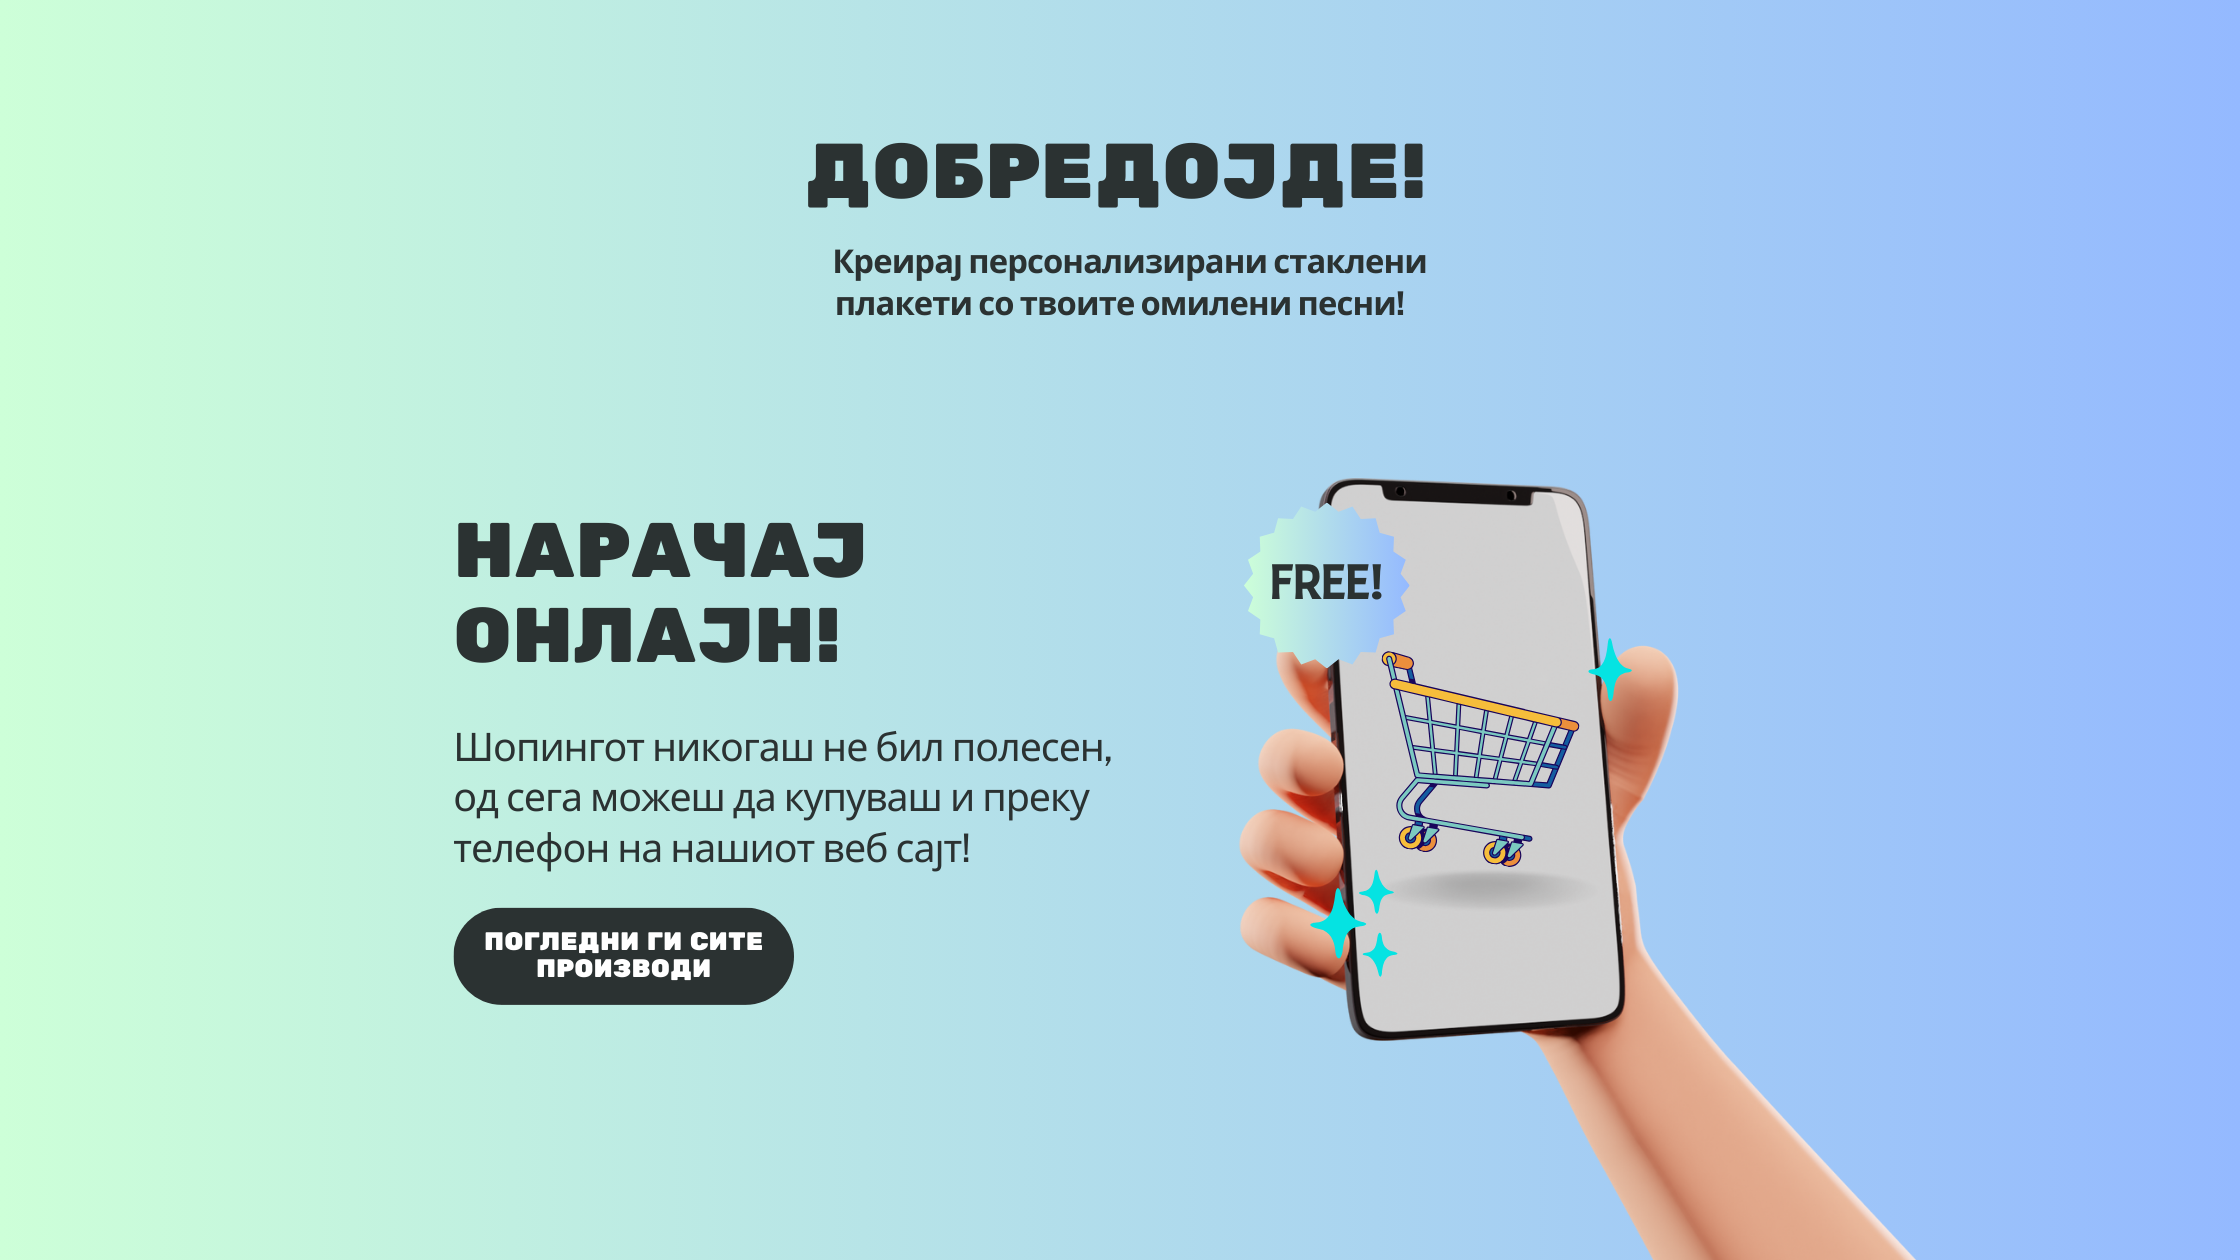 ДОБРЕДОЈДЕ!
Креирај персонализирани стаклени
плакети со твоите омилени песни!
НАРАЧАЈ
ОНЛАЈН!
FREE!
Шопингот никогаш не бил полесен,
од сега можеш да купуваш и преку
телефон на нашиот веб сајт!
ПОГЛЕДНИ ГИ СИТЕ
ПРОИЗВОДИ